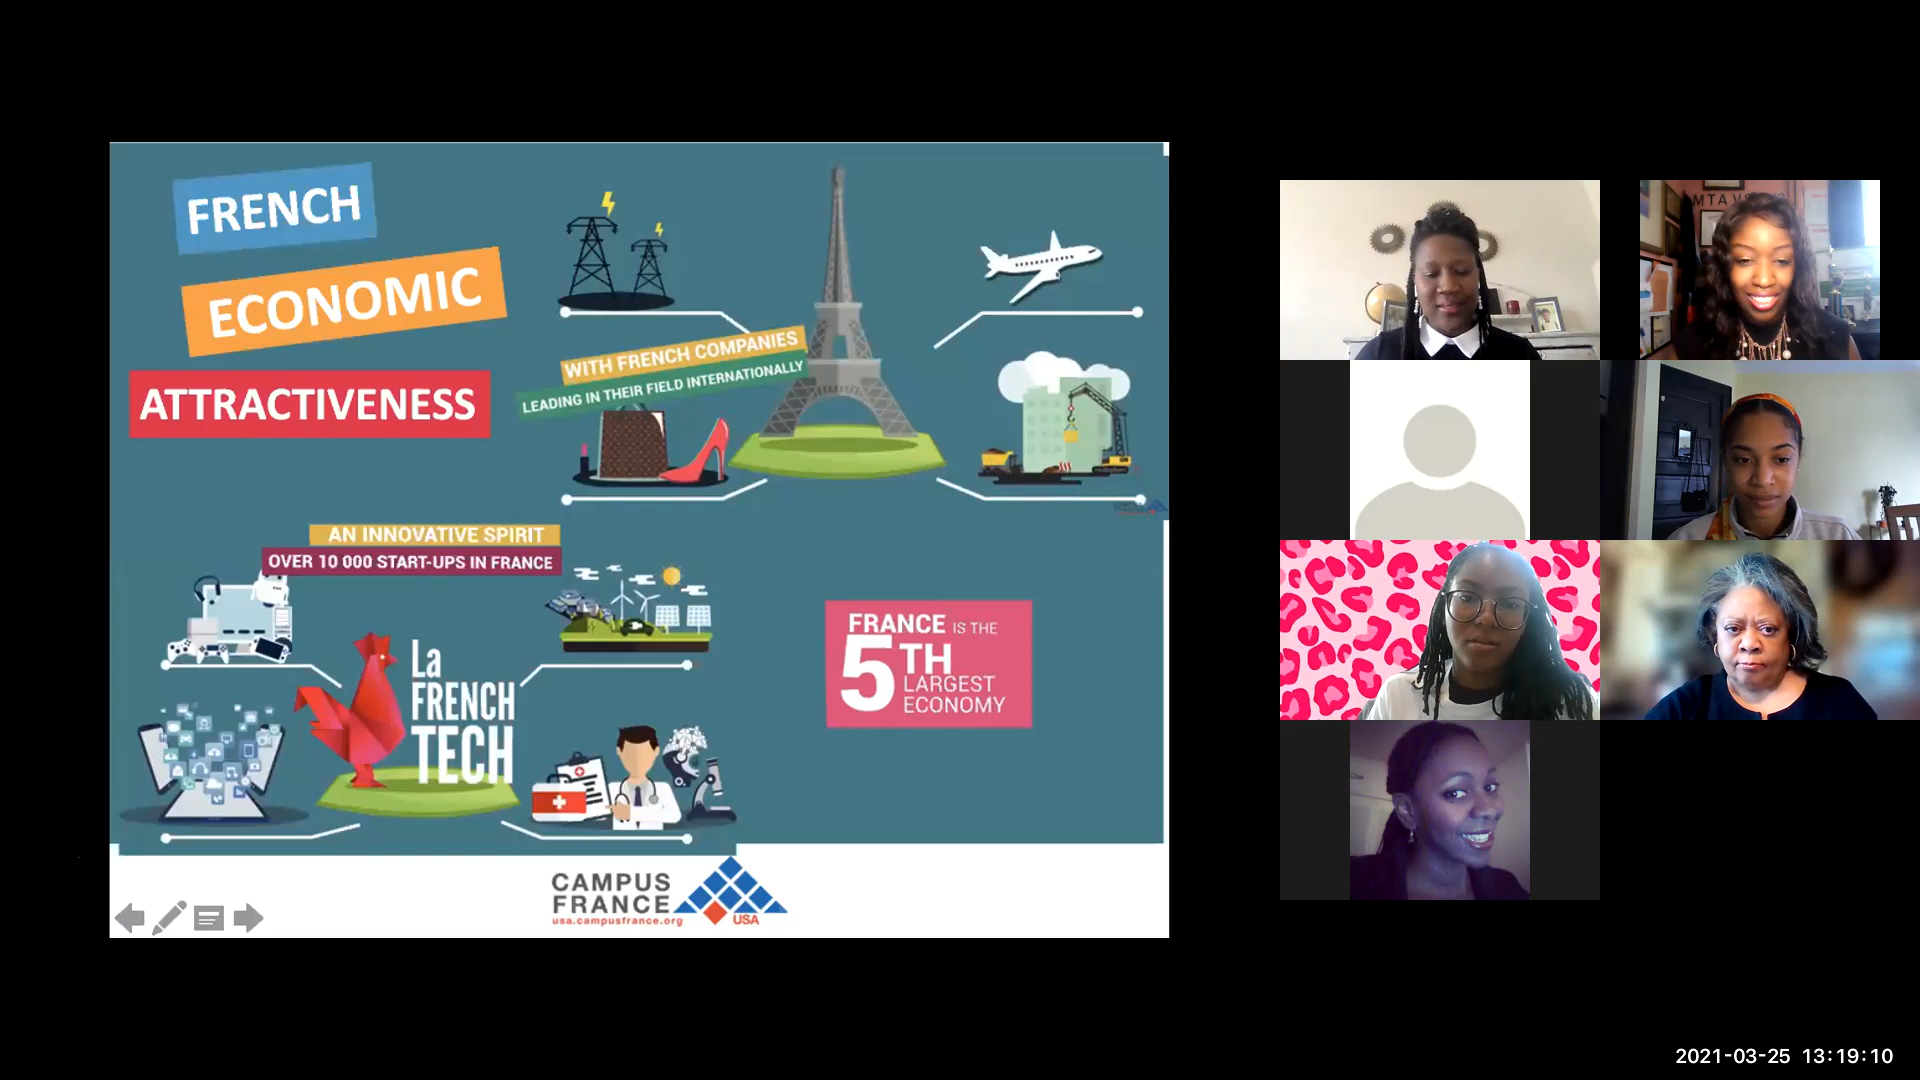 FRENCH
ECONOMIC
ATTRACTIVENESS
WITH FRENCH COMPANIES
LEADING IN THEIR FIELD INTERNATIONALLY
AN INNOVATIVE SPIRIT
OVER 10 000 START-UPS IN FRANCE
La
FRENCH
TECH
FRANCE IS THE
5TH
LARGEST
ECONOMY
CAMPUS
FRANCE
usa.campusfrance.org
USA
MTA V
2021-03-25 13:19:10